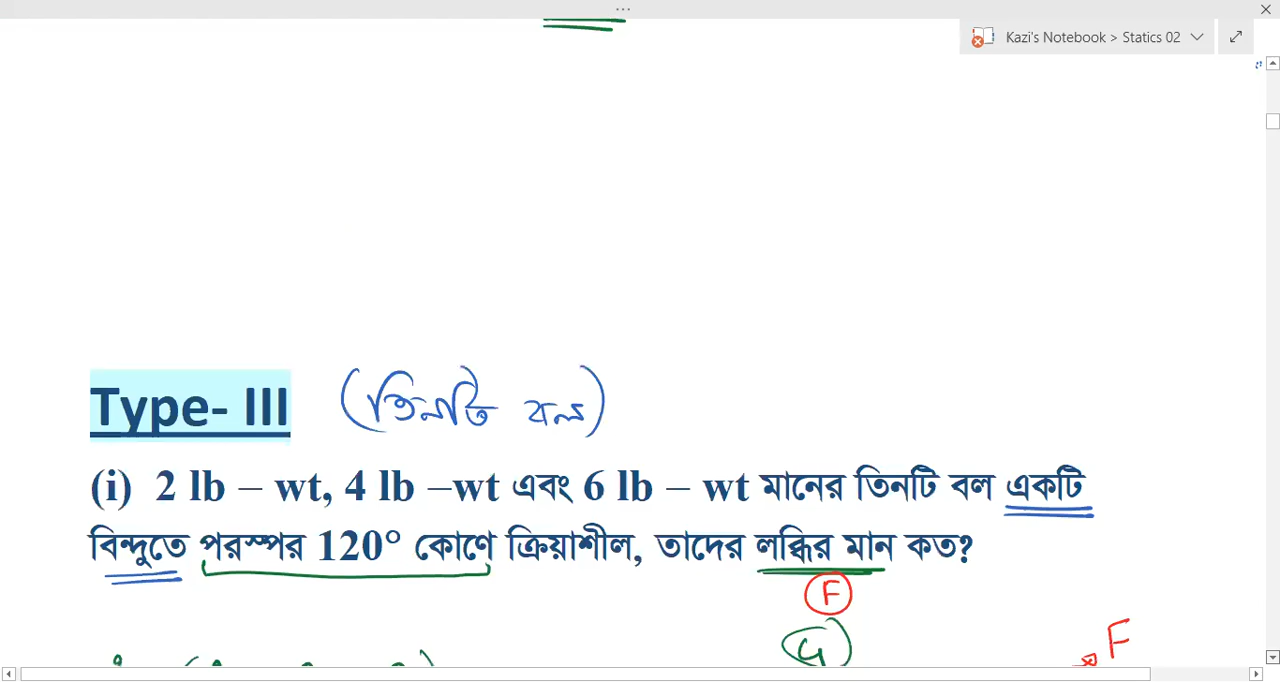 Kazi's Notebook > Statics 02
Type- III (তিনটি বল)
(i) 2 lb – wt, 4 lb –wt এবং 6 lb – wt মানের তিনটি বল একটি
বিন্দুতে পরস্পর 120° কোণে ক্রিয়াশীল, তাদের লব্ধির মান কত?
F
4
F